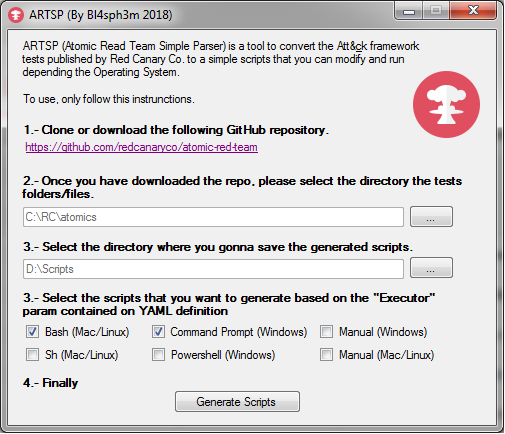 ARTSP (By Bl4sph3m 2018)
ARTSP (Atomic Read Team Simple Parser) is a tool to convert the Att&ck framework
tests published by Red Canary Co. to a simple scripts that you can modify and run
depending the Operating System.
To use, only follow this instrunctions.
1.- Clone or download the following GitHub repository.
https://github.com/redcanaryco/atomic-red-team
2.- Once you have downloaded the repo, please select the directory the tests
folders/files.
C:\RC\atomics
...
3.- Select the directory where you gonna save the generated scripts.
D:\Scripts
...
3.- Select the scripts that you want to generate based on the "Executor"
param contained on YAML definition
Bash (Mac/Linux) Command Prompt (Windows) Manual (Windows)
Sh (Mac/Linux) Powershell (Windows) Manual (Mac/Linux)
4.- Finally
Generate Scripts